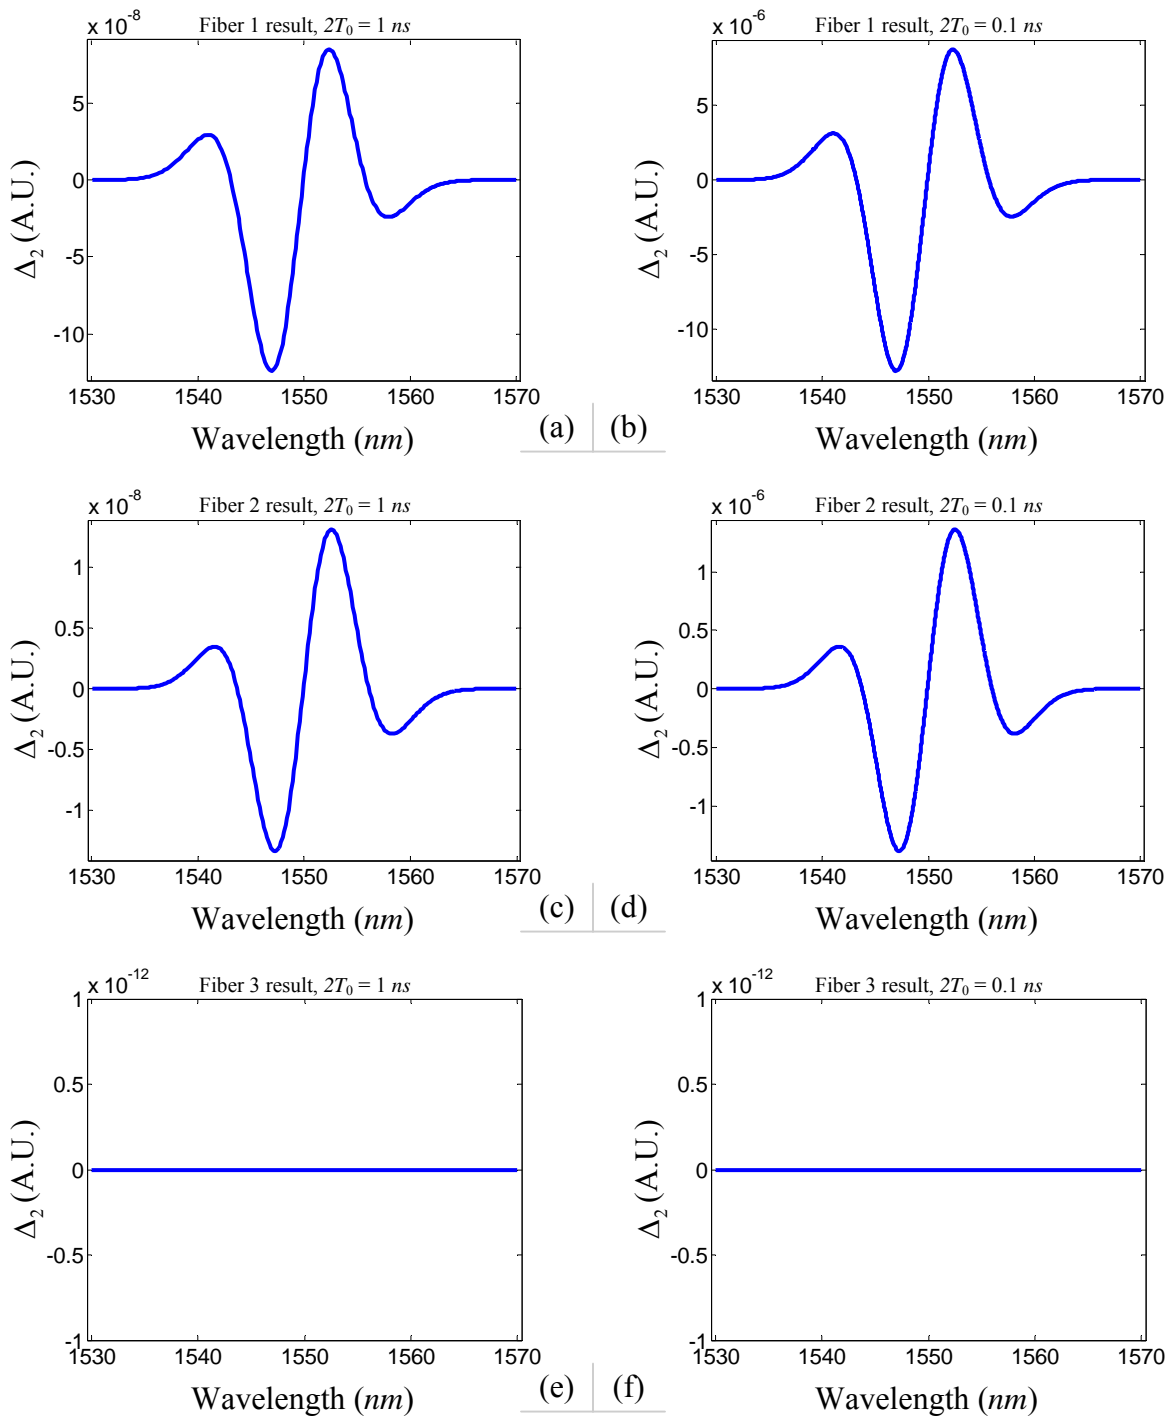 x 10^-8 Fiber 1 result, 2T₀ = 1 ns
5
0
-5
-10
Δ₂ (A.U.)
1530 1540 1550 1560 1570
Wavelength (nm)
x 10^-6 Fiber 1 result, 2T₀ = 0.1 ns
5
0
-5
-10
Δ₂ (A.U.)
1530 1540 1550 1560 1570
Wavelength (nm)
(a) (b)
x 10^-8 Fiber 2 result, 2T₀ = 1 ns
1
0.5
0
-0.5
-1
Δ₂ (A.U.)
1530 1540 1550 1560 1570
Wavelength (nm)
x 10^-6 Fiber 2 result, 2T₀ = 0.1 ns
1
0.5
0
-0.5
-1
Δ₂ (A.U.)
1530 1540 1550 1560 1570
Wavelength (nm)
(c) (d)
x 10^-12 Fiber 3 result, 2T₀ = 1 ns
1
0.5
0
-0.5
-1
Δ₂ (A.U.)
1530 1540 1550 1560 1570
Wavelength (nm)
x 10^-12 Fiber 3 result, 2T₀ = 0.1 ns
1
0.5
0
-0.5
-1
Δ₂ (A.U.)
1530 1540 1550 1560 1570
Wavelength (nm)
(e) (f)